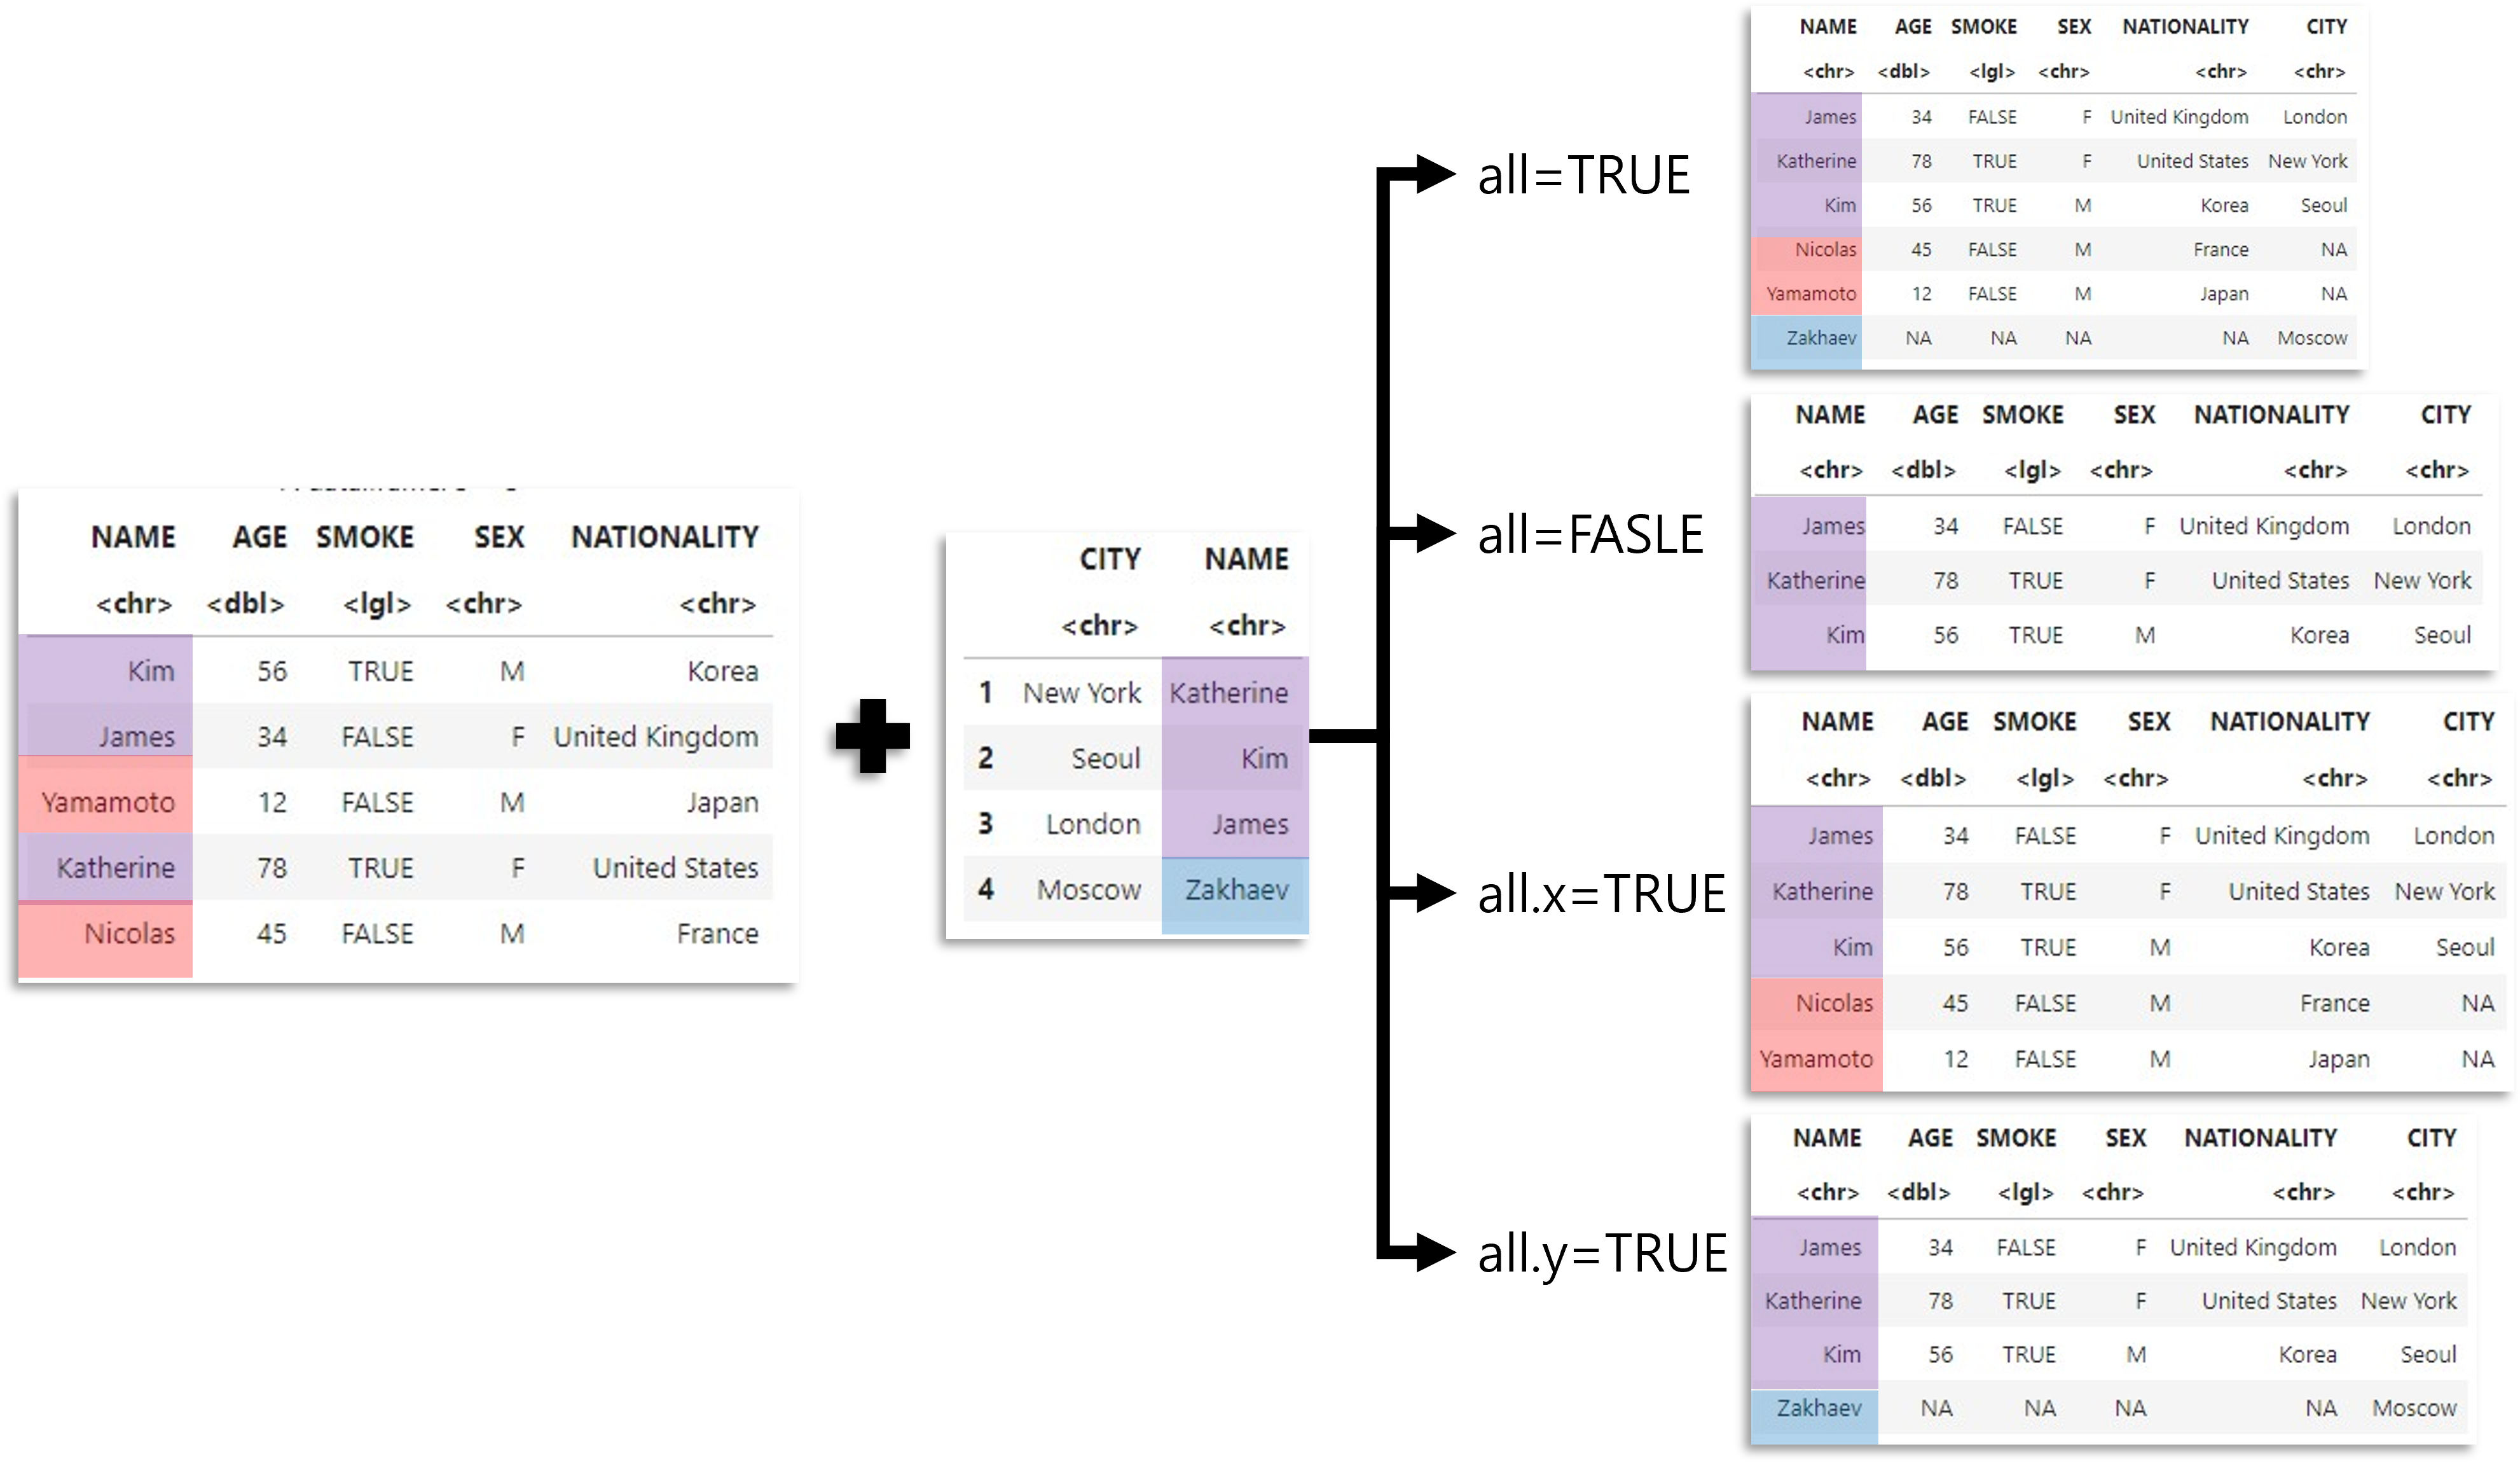 NAME AGE SMOKE SEX NATIONALITY
<chr> <dbl> <lgl> <chr> <chr>
Kim 56 TRUE M Korea
James 34 FALSE F United Kingdom
Yamamoto 12 FALSE M Japan
Katherine 78 TRUE F United States
Nicolas 45 FALSE M France
CITY NAME
<chr> <chr>
1 New York Katherine
2 Seoul Kim
3 London James
4 Moscow Zakhaev
all=TRUE
NAME AGE SMOKE SEX NATIONALITY CITY
<chr> <dbl> <lgl> <chr> <chr> <chr>
James 34 FALSE F United Kingdom London
Katherine 78 TRUE F United States New York
Kim 56 TRUE M Korea Seoul
Nicolas 45 FALSE M France NA
Yamamoto 12 FALSE M Japan NA
Zakhaev NA NA NA NA Moscow
all=FASLE
NAME AGE SMOKE SEX NATIONALITY CITY
<chr> <dbl> <lgl> <chr> <chr> <chr>
James 34 FALSE F United Kingdom London
Katherine 78 TRUE F United States New York
Kim 56 TRUE M Korea Seoul
all.x=TRUE
NAME AGE SMOKE SEX NATIONALITY CITY
<chr> <dbl> <lgl> <chr> <chr> <chr>
James 34 FALSE F United Kingdom London
Katherine 78 TRUE F United States New York
Kim 56 TRUE M Korea Seoul
Nicolas 45 FALSE M France NA
Yamamoto 12 FALSE M Japan NA
all.y=TRUE
NAME AGE SMOKE SEX NATIONALITY CITY
<chr> <dbl> <lgl> <chr> <chr> <chr>
James 34 FALSE F United Kingdom London
Katherine 78 TRUE F United States New York
Kim 56 TRUE M Korea Seoul
Zakhaev NA NA NA NA Moscow